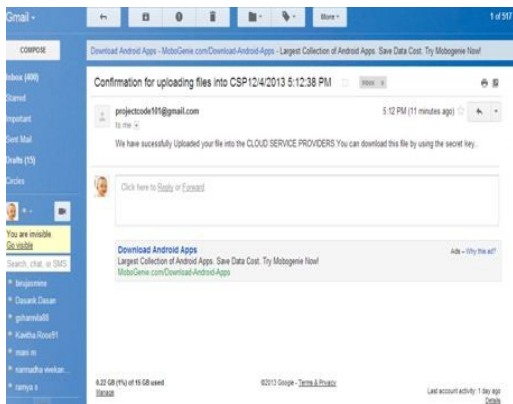 Gmail
More
1 of 517
COMPOSE
Download Android Apps - MoboGenie.com/Download-Android-Apps - Largest Collection of Android Apps. Save Data Cost. Try Mobogenie Now!
Inbox (400)
Starred
Important
Sent Mail
Drafts (15)
Circles
Confirmation for uploading files into CSP12/4/2013 5:12:38 PM
Inbox x
projectcode101@gmail.com
5:12 PM (11 minutes ago)
to me
We have sucessfully Uploaded your file into the CLOUD SERVICE PROVIDERS.You can download this file by using the secret key..
Click here to Reply or Forward
You are invisible.
Go visible
Search, chat, or SMS
Download Android Apps
Ads – Why this ad?
Largest Collection of Android Apps. Save Data Cost. Try Mobogenie Now!
MoboGenie.com/Download-Android-Apps
binujasmine
Dasarik Dasan
gsharmila88
Kavitha.Rose91
mani m
narmadha
ramya s
0.22 GB (1%) of 15 GB used
Manage
©2013 Google - Terms & Privacy
Last account activity: 1 day ago
Details